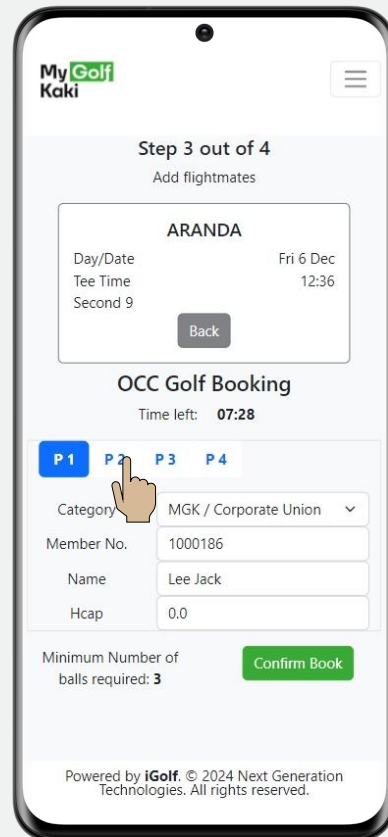 My Golf
Kaki
Step 3 out of 4
Add flightmates
ARANDA
Day/Date Fri 6 Dec
Tee Time 12:36
Second 9
Back
OCC Golf Booking
Time left: 07:28
P 1 P 2 P 3 P 4
Category MGK / Corporate Union
Member No. 1000186
Name Lee Jack
Hcap 0.0
Minimum Number of
balls required: 3
Confirm Book
Powered by iGolf. © 2024 Next Generation
Technologies. All rights reserved.